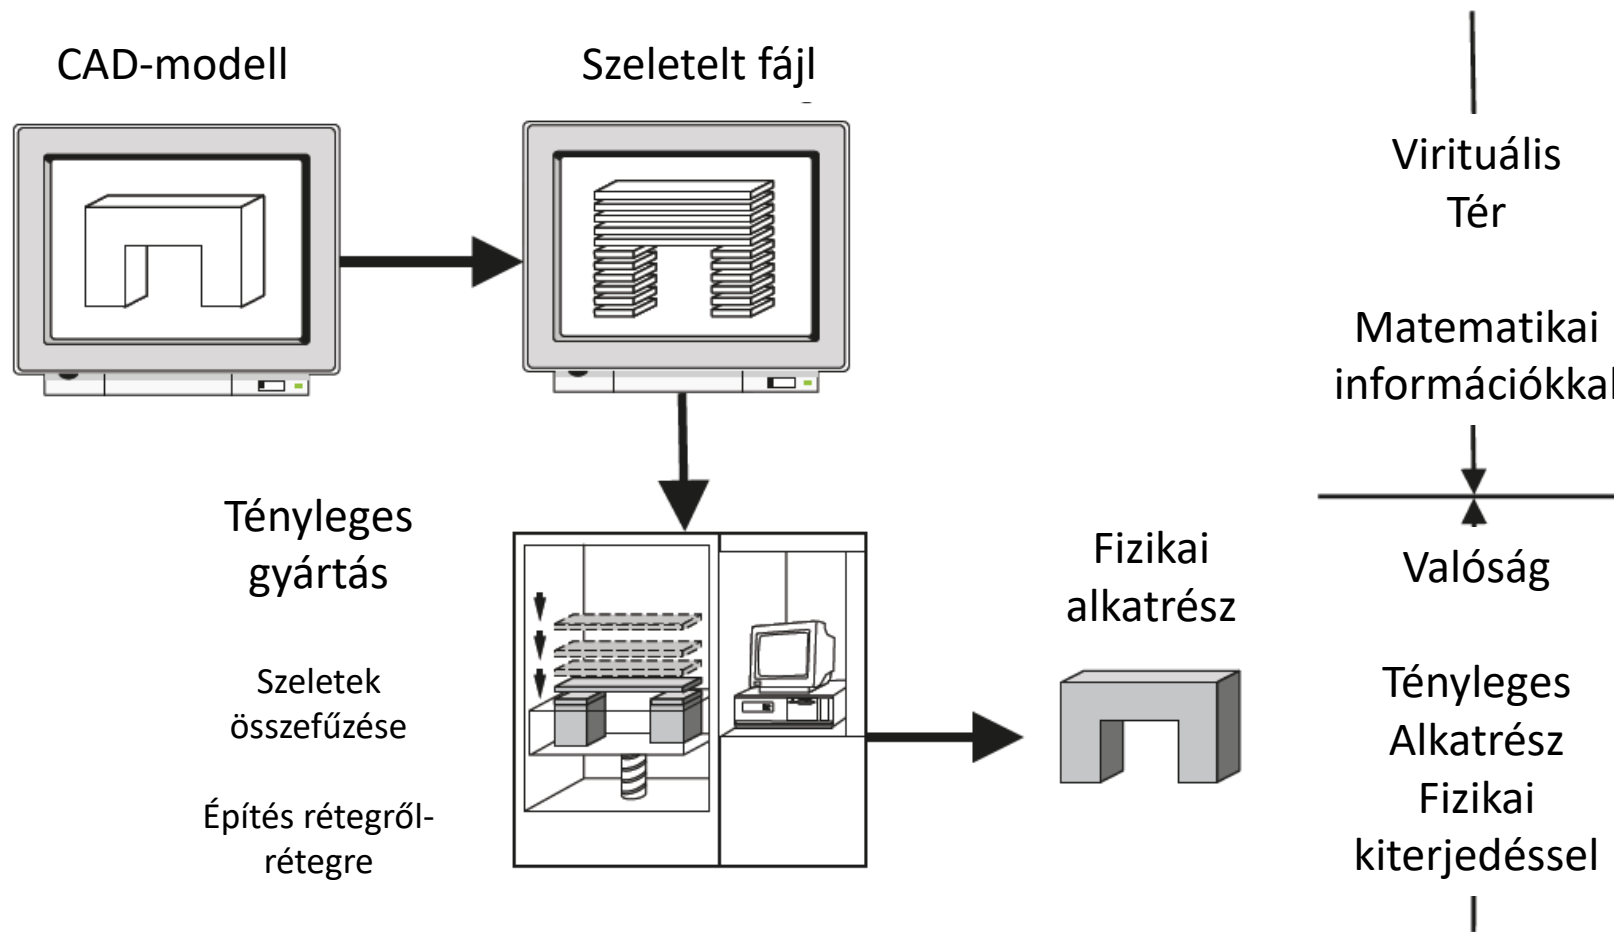 CAD-modell
Szeletelt fájl
Virituális
Tér
Matematikai
információkkal
Tényleges
gyártás
Szeletek
összefűzése
Építés rétegről-
rétegre
Fizikai
alkatrész
Valóság
Tényleges
Alkatrész
Fizikai
kiterjedéssel